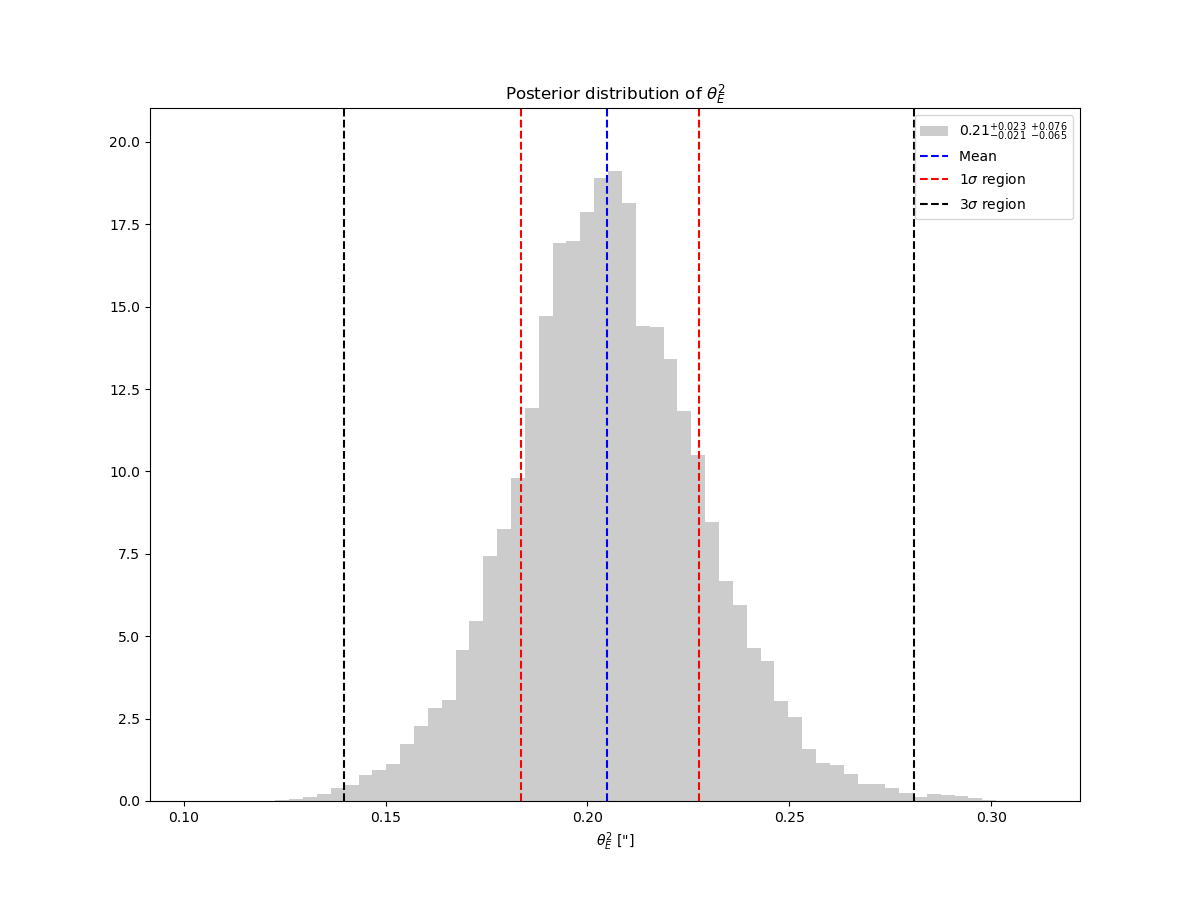 Posterior distribution of θ_E^2
20.0
17.5
15.0
12.5
10.0
7.5
5.0
2.5
0.0
0.21^{+0.023}_{−0.021} ^{+0.076}_{−0.065}
Mean
1σ region
3σ region
0.10 0.15 0.20 0.25 0.30
θ_E^2 ["]